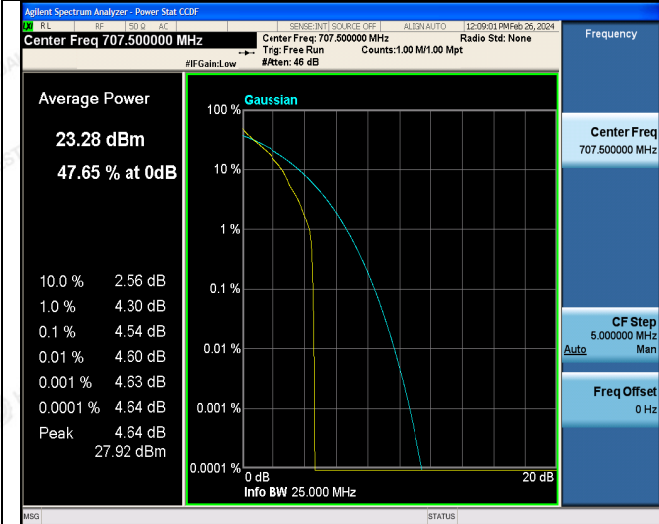 Agilent Spectrum Analyzer - Power Stat CCDF
RL RF 50 Ω AC SENSE:INT SOURCE OFF ALIGN AUTO 12:09:01 PM Feb 26, 2024
Center Freq 707.500000 MHz
Center Freq: 707.500000 MHz Radio Std: None
Trig: Free Run Counts:1.00 M/1.00 Mpt
#IFGain:Low #Atten: 46 dB
Frequency
Average Power
23.28 dBm
47.65 % at 0dB
10.0 % 2.56 dB
1.0 % 4.30 dB
0.1 % 4.54 dB
0.01 % 4.60 dB
0.001 % 4.63 dB
0.0001 % 4.64 dB
Peak 4.64 dB
27.92 dBm
Gaussian
100 %
10 %
1 %
0.1 %
0.01 %
0.001 %
0.0001 %
0 dB 20 dB
Info BW 25.000 MHz
Center Freq
707.500000 MHz
CF Step
5.000000 MHz
Auto Man
Freq Offset
0 Hz
MSG STATUS